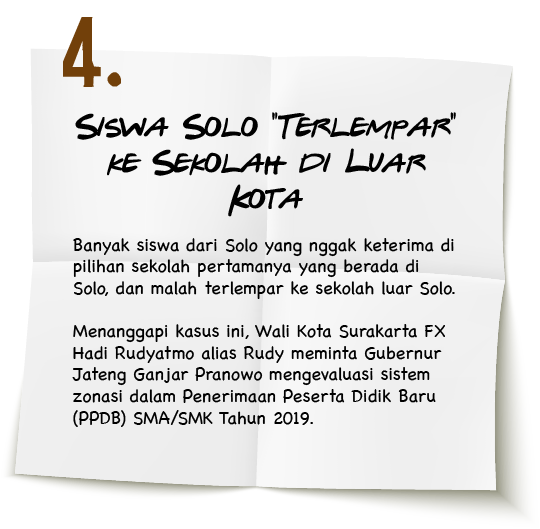 4.
Siswa Solo "Terlempar"
ke Sekolah di Luar
Kota
Banyak siswa dari Solo yang nggak keterima di
pilihan sekolah pertamanya yang berada di
Solo, dan malah terlempar ke sekolah luar Solo.
Menanggapi kasus ini, Wali Kota Surakarta FX
Hadi Rudyatmo alias Rudy meminta Gubernur
Jateng Ganjar Pranowo mengevaluasi sistem
zonasi dalam Penerimaan Peserta Didik Baru
(PPDB) SMA/SMK Tahun 2019.